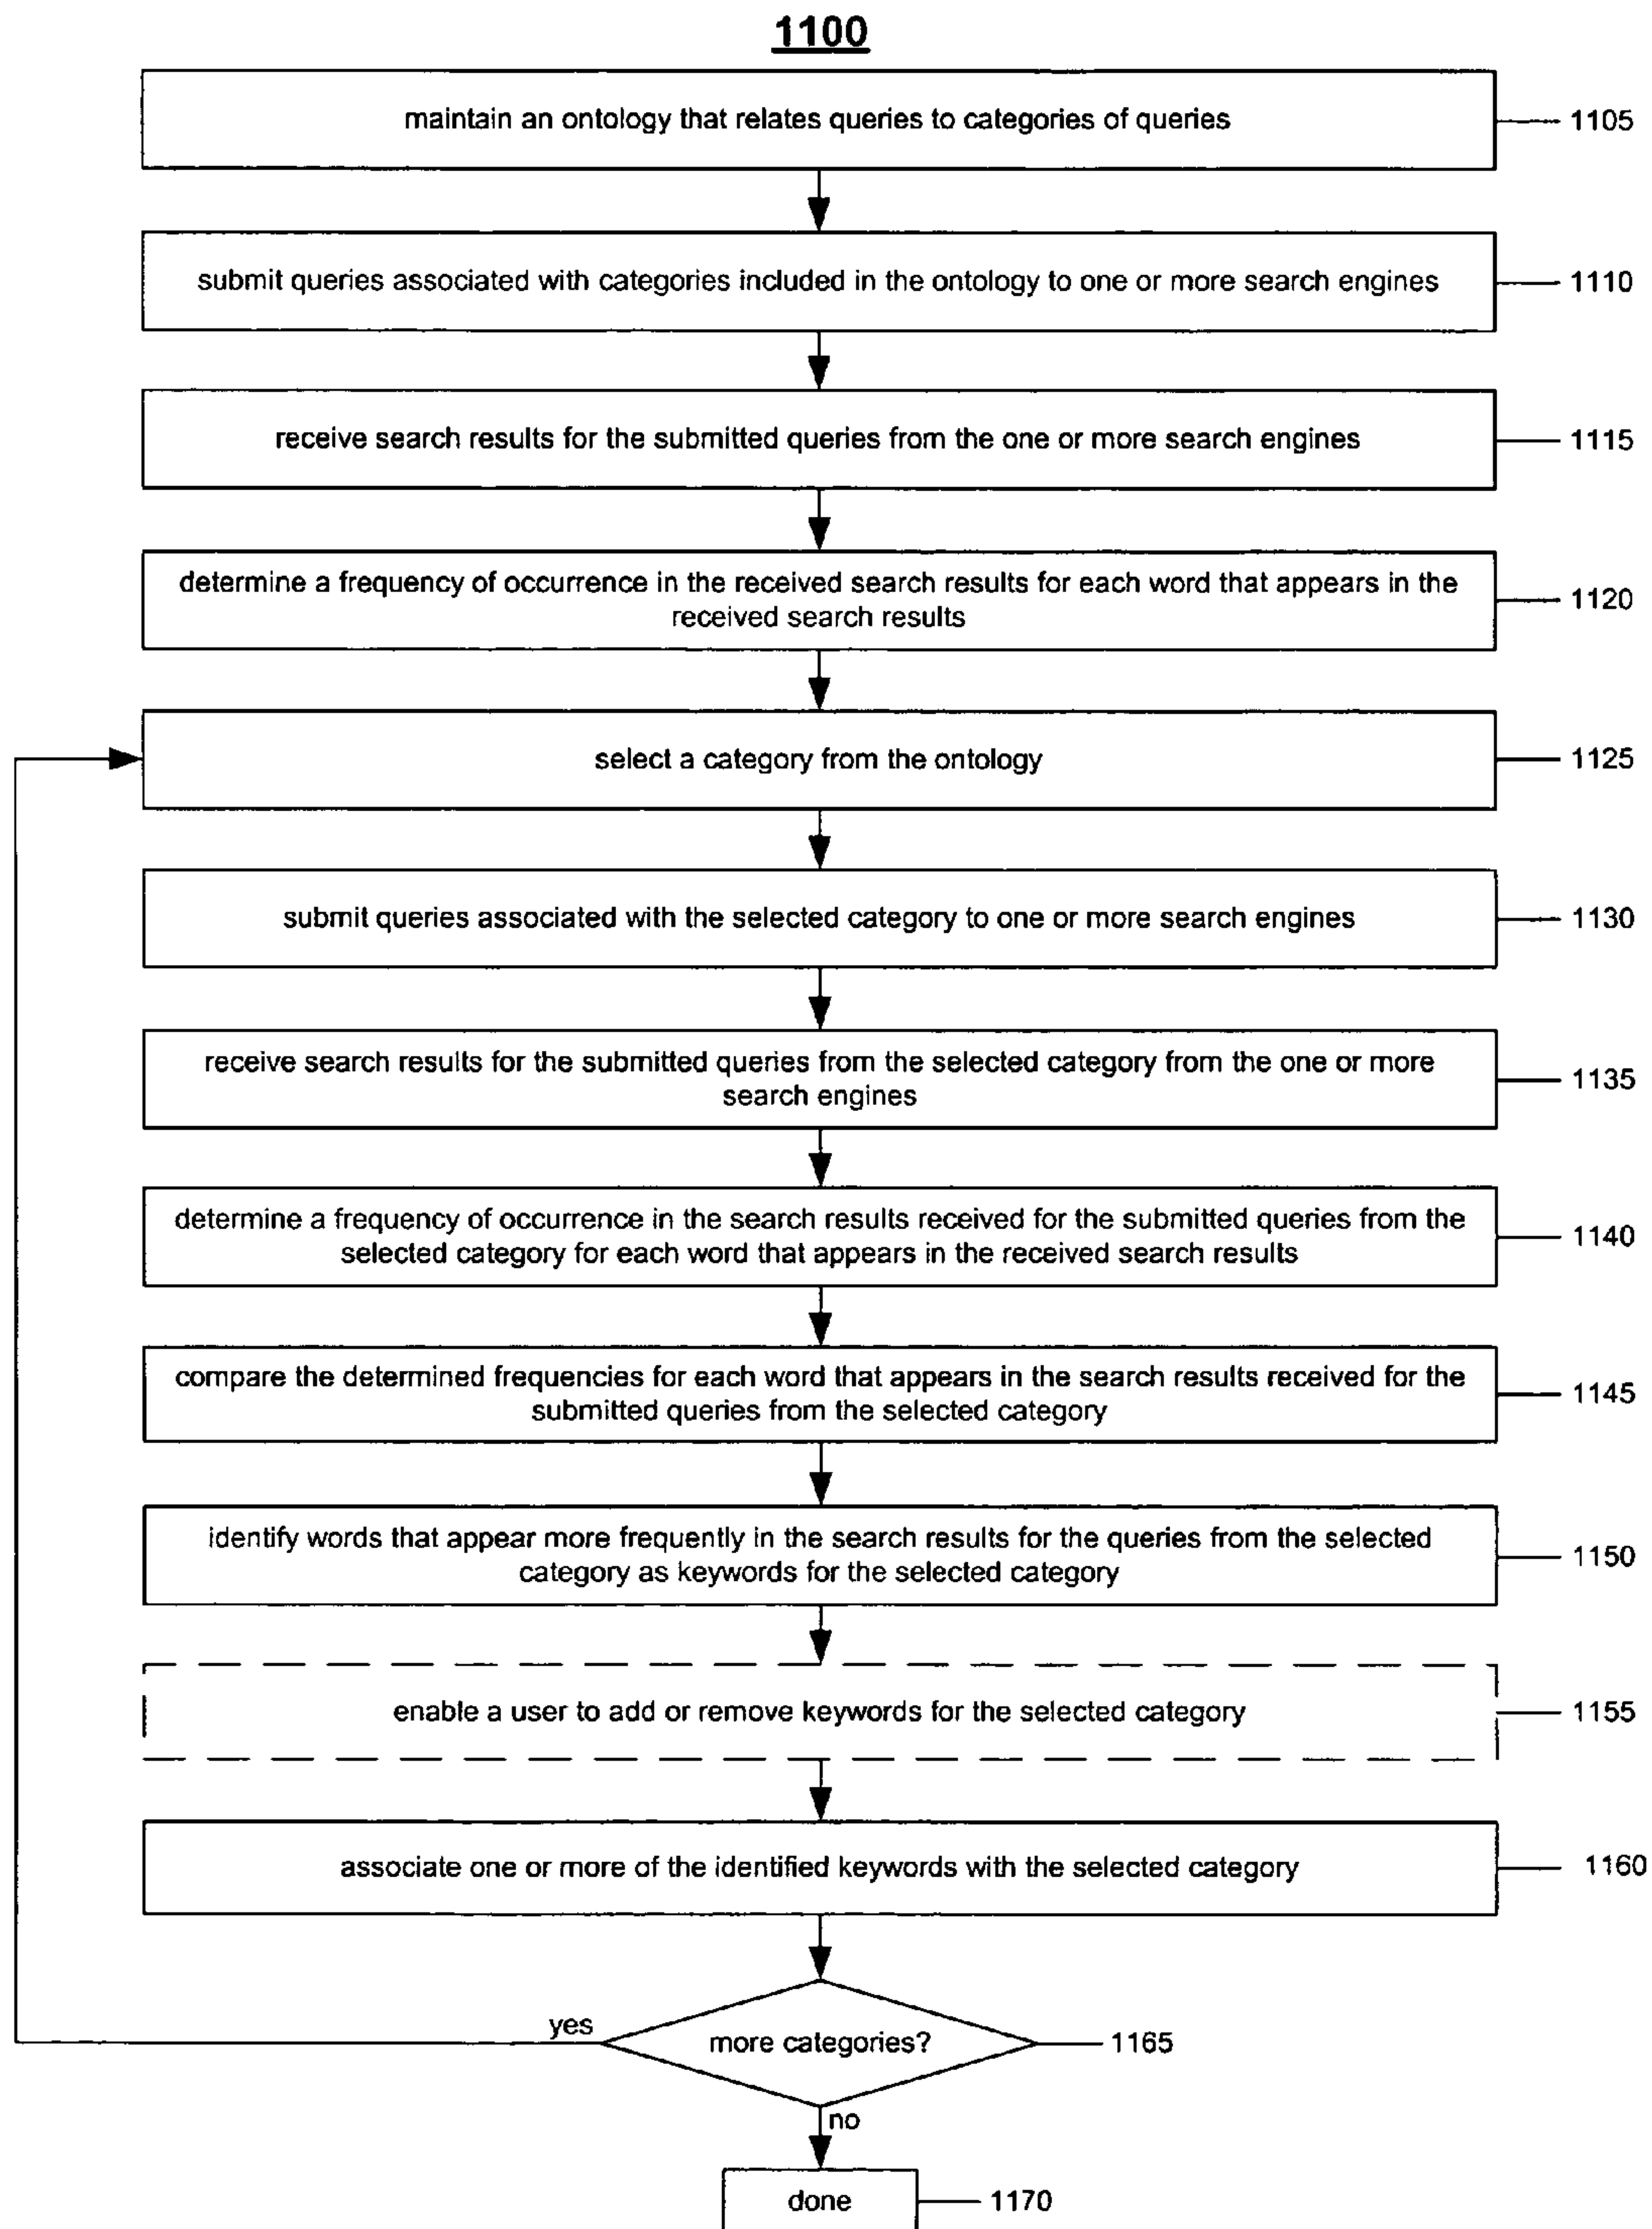 1100
maintain an ontology that relates queries to categories of queries
1105
submit queries associated with categories included in the ontology to one or more search engines
1110
receive search results for the submitted queries from the one or more search engines
1115
determine a frequency of occurrence in the received search results for each word that appears in the
received search results
1120
select a category from the ontology
1125
submit queries associated with the selected category to one or more search engines
1130
receive search results for the submitted queries from the selected category from the one or more
search engines
1135
determine a frequency of occurrence in the search results received for the submitted queries from the
selected category for each word that appears in the received search results
1140
compare the determined frequencies for each word that appears in the search results received for the
submitted queries from the selected category
1145
identify words that appear more frequently in the search results for the queries from the selected
category as keywords for the selected category
1150
enable a user to add or remove keywords for the selected category
1155
associate one or more of the identified keywords with the selected category
1160
yes
more categories?
1165
no
done
1170